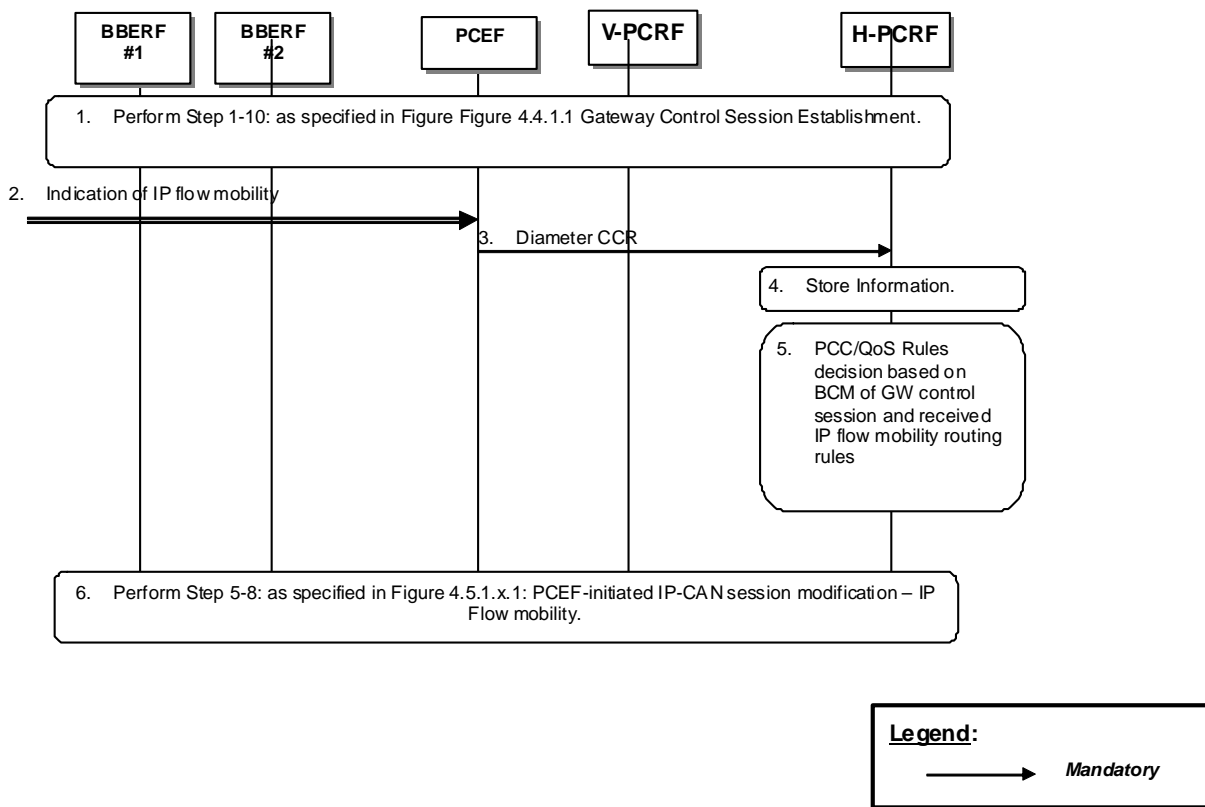 BBERF
#1
BBERF
#2
PCEF
V-PCRF
H-PCRF
1. Perform Step 1-10: as specified in Figure Figure 4.4.1.1 Gateway Control Session Establishment.
2. Indication of IP flow mobility
3. Diameter CCR
4. Store Information.
5. PCC/QoS Rules
decision based on
BCM of GW control
session and received
IP flow mobility routing
rules
6. Perform Step 5-8: as specified in Figure 4.5.1.x.1: PCEF-initiated IP-CAN session modification – IP
Flow mobility.
Legend:
Mandatory